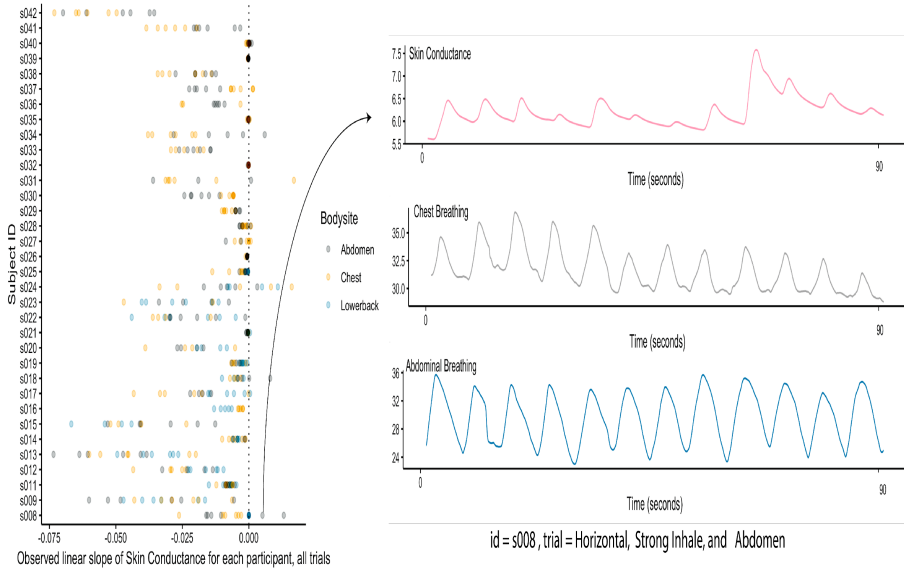 Subject ID
s042
s041
s040
s039
s038
s037
s036
s035
s034
s033
s032
s031
s030
s029
s028
s027
s026
s025
s024
s023
s022
s021
s020
s019
s018
s017
s016
s015
s014
s013
s012
s011
s009
s008
-0.075 -0.050 -0.025 0.000
Observed linear slope of Skin Conductance for each participant, all trials
Bodysite
Abdomen
Chest
Lowerback
Skin Conductance
7.5
7.0
6.5
6.0
5.5
0 90
Time (seconds)
Chest Breathing
35.0
32.5
30.0
0 90
Time (seconds)
Abdominal Breathing
36
32
28
24
0 90
Time (seconds)
id = s008 , trial = Horizontal, Strong Inhale, and Abdomen